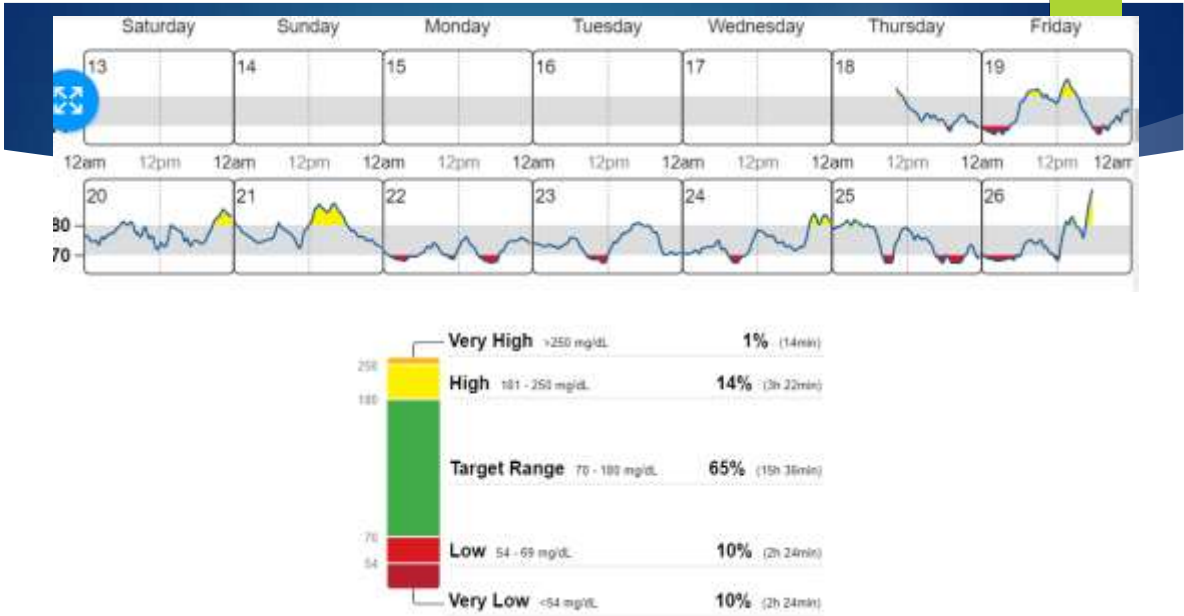 Saturday Sunday Monday Tuesday Wednesday Thursday Friday
13 14 15 16 17 18 19
12am 12pm 12am 12pm 12am 12pm 12am 12pm 12am 12pm 12am 12pm 12am 12pm 12am
20 21 22 23 24 25 26
80
70
Very High >250 mg/dL 1% (14min)
250
High 181 - 250 mg/dL 14% (3h 22min)
180
Target Range 70 - 180 mg/dL 65% (15h 36min)
70
Low 54 - 69 mg/dL 10% (2h 24min)
54
Very Low <54 mg/dL 10% (2h 24min)